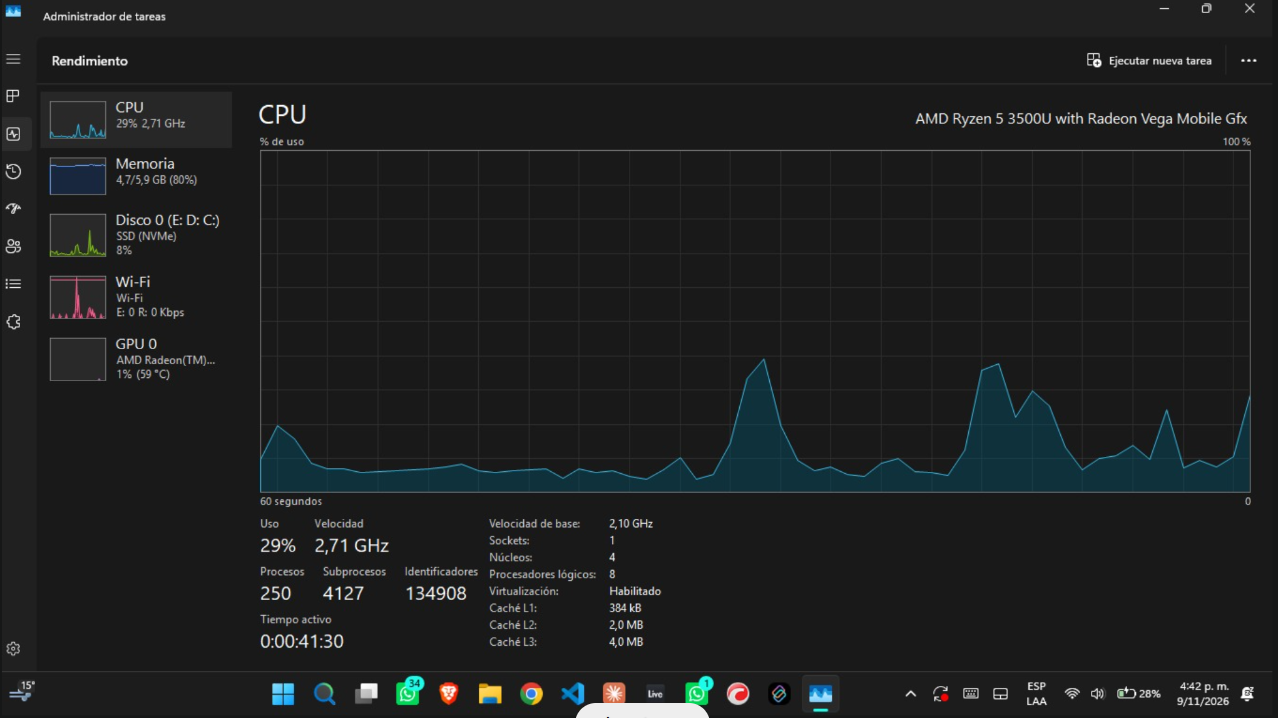 Administrador de tareas
Rendimiento
Ejecutar nueva tarea
CPU
29% 2,71 GHz
Memoria
4,7/5,9 GB (80%)
Disco 0 (E: D: C:)
SSD (NVMe)
8%
Wi-Fi
Wi-Fi
E: 0 R: 0 Kbps
GPU 0
AMD Radeon(TM)...
1% (59 °C)
CPU
AMD Ryzen 5 3500U with Radeon Vega Mobile Gfx
% de uso
100 %
60 segundos
0
Uso
Velocidad
29%
2,71 GHz
Procesos
Subprocesos
Identificadores
250
4127
134908
Tiempo activo
0:00:41:30
Velocidad de base: 2,10 GHz
Sockets: 1
Núcleos: 4
Procesadores lógicos: 8
Virtualización: Habilitado
Caché L1: 384 kB
Caché L2: 2,0 MB
Caché L3: 4,0 MB
15°
34
Live
1
ESP
LAA
28%
4:42 p. m.
9/11/2026